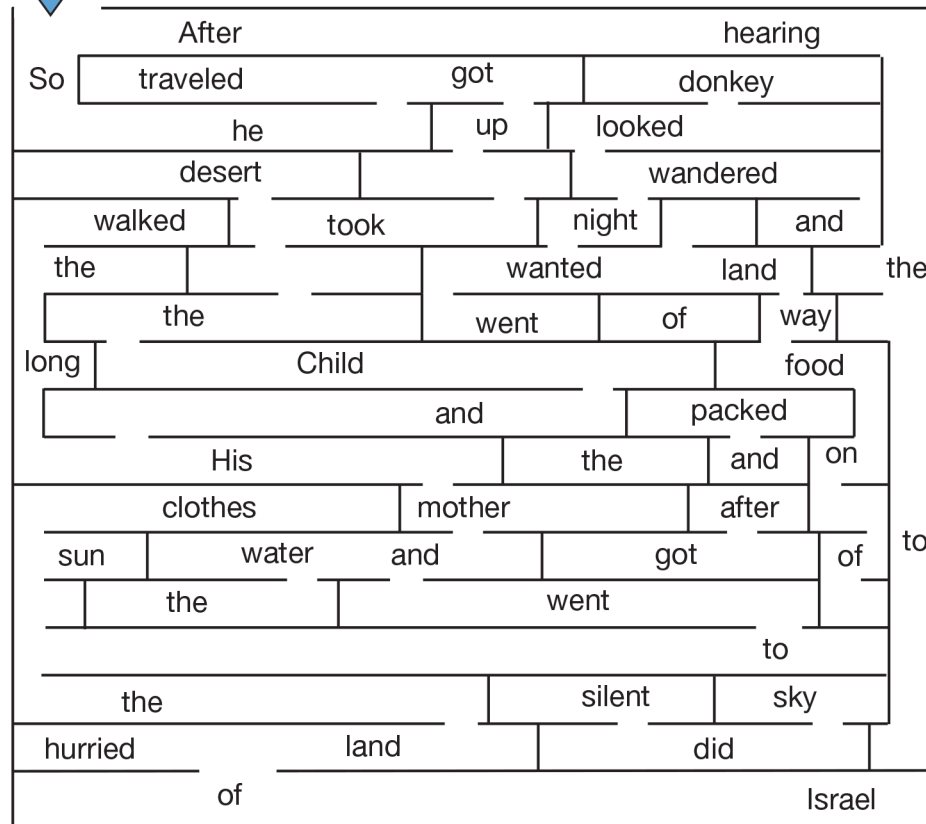 After hearing
So traveled got donkey
he up looked
desert wandered
walked took night and
the wanted land the
the went of way
long Child food
and packed
His the and on
clothes mother after
sun water and got of to
the went
to
the silent sky
hurried land did
of Israel